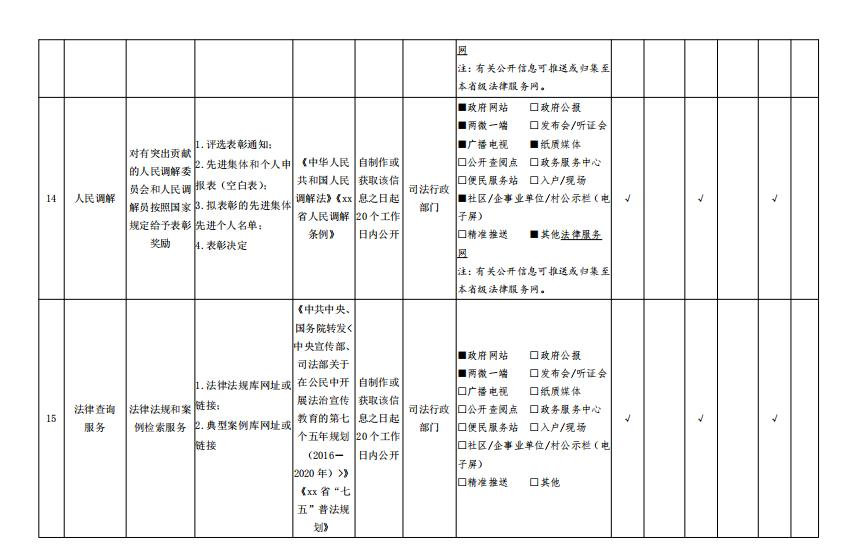 网
注：有关公开信息可推送或归集至
本省级法律服务网。
14
人民调解
对有突出贡献
的人民调解委
员会和人民调
解员按照国家
规定给予表彰
奖励
1.评选表彰通知；
2.先进集体和个人申
报表（空白表）；
3.拟表彰的先进集体
先进个人名单；
4.表彰决定
《中华人民
共和国人民
调解法》《xx
省人民调解
条例》
自制作或
获取该信
息之日起
20个工作
日内公开
司法行政
部门
■政府网站 □政府公报
■两微一端 □发布会/听证会
■广播电视 ■纸质媒体
□公开查阅点 □政务服务中心
□便民服务站 □入户/现场
■社区/企事业单位/村公示栏（电
子屏）
□精准推送 ■其他法律服务
网
注：有关公开信息可推送或归集至
本省级法律服务网。
√ √ √
15
法律查询
服务
法律法规和案
例检索服务
1.法律法规库网址或
链接；
2.典型案例库网址或
链接
《中共中央、
国务院转发<
中央宣传部、
司法部关于
在公民中开
展法治宣传
教育的第七
个五年规划
（2016—
2020年）>》
《xx省“七
五”普法规
划》
自制作或
获取该信
息之日起
20个工作
日内公开
司法行政
部门
■政府网站 □政府公报
■两微一端 □发布会/听证会
□广播电视 □纸质媒体
□公开查阅点 □政务服务中心
□便民服务站 □入户/现场
□社区/企事业单位/村公示栏（电
子屏）
□精准推送 □其他
√ √ √